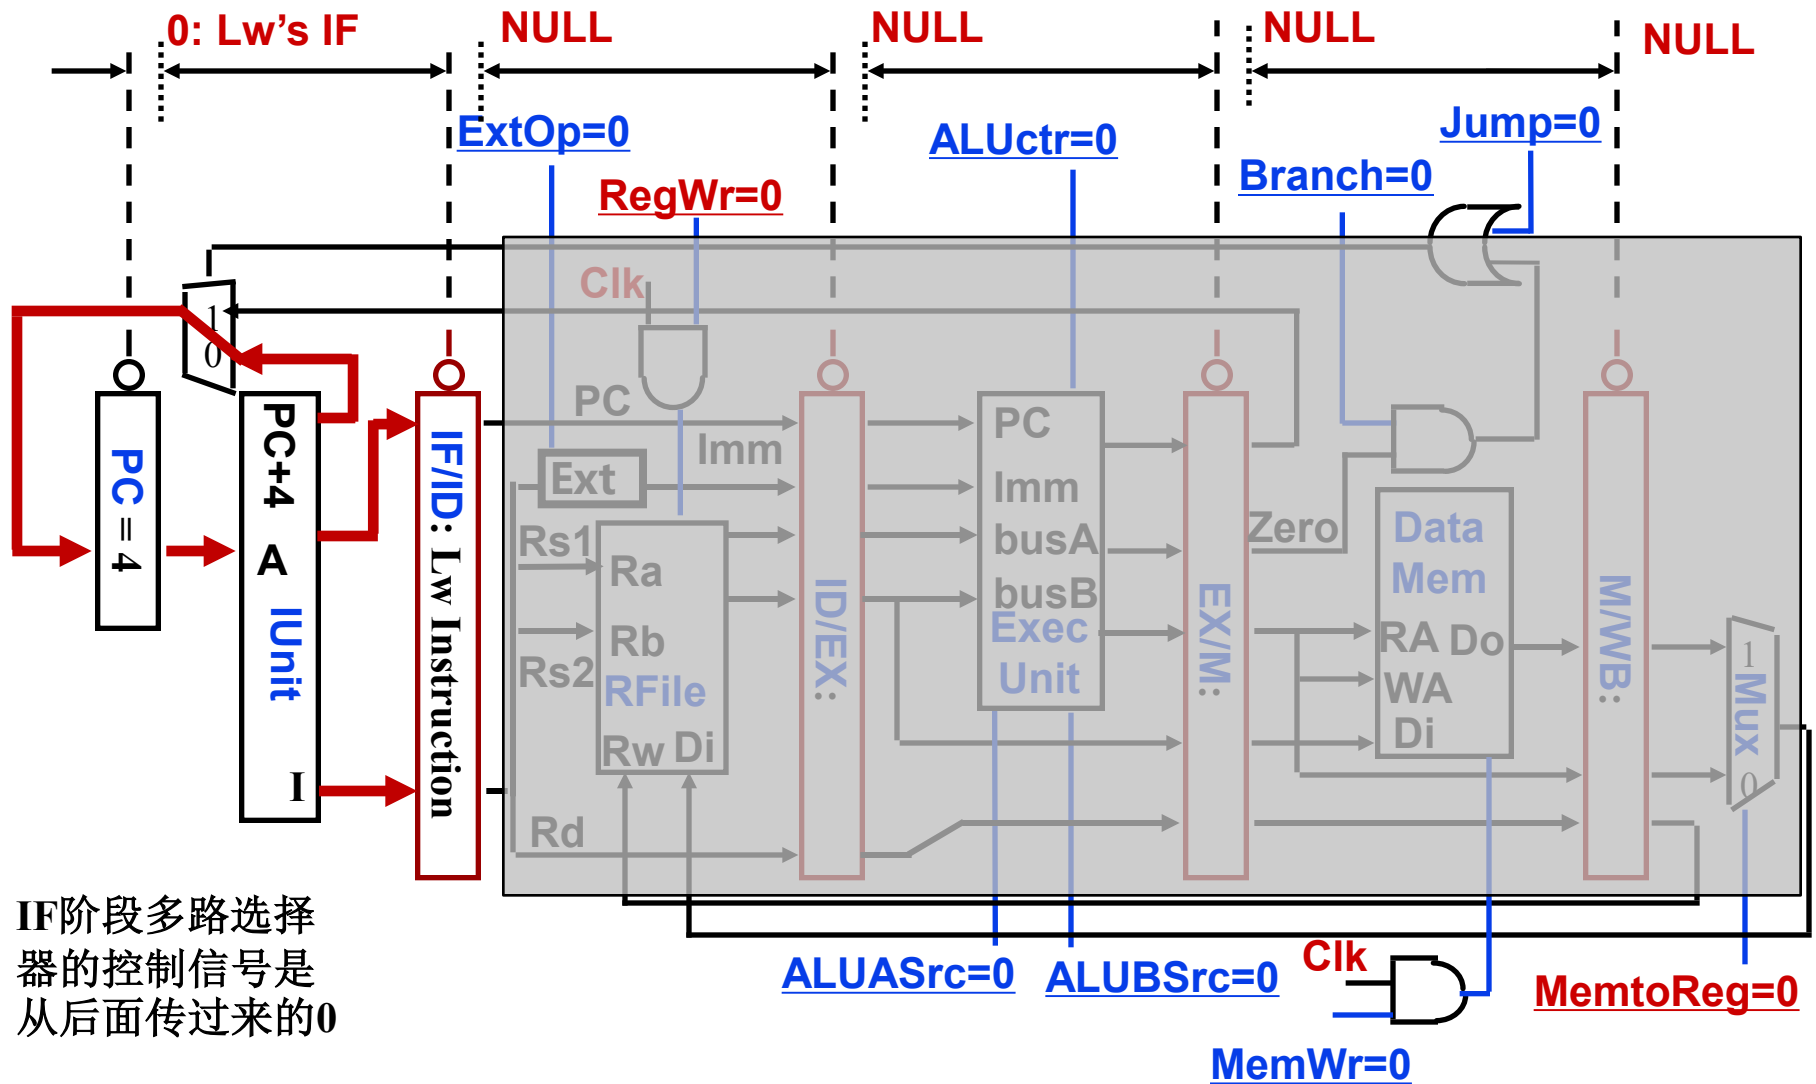 0: Lw’s IF
NULL
NULL
NULL
NULL
ExtOp=0
RegWr=0
ALUctr=0
Branch=0
Jump=0
Clk
1
0
PC = 4
PC+4
A
IUnit
I
IF/ID: Lw Instruction
PC
Imm
Ext
Rs1
Rs2
Ra
Rb
RFile
Rw
Di
Rd
ID/EX:
PC
Imm
busA
busB
Exec
Unit
EX/M:
Zero
Data
Mem
RA
Do
WA
Di
M/WB:
1
Mux
0
IF阶段多路选择
器的控制信号是
从后面传过来的0
ALUASrc=0
ALUBSrc=0
Clk
MemWr=0
MemtoReg=0